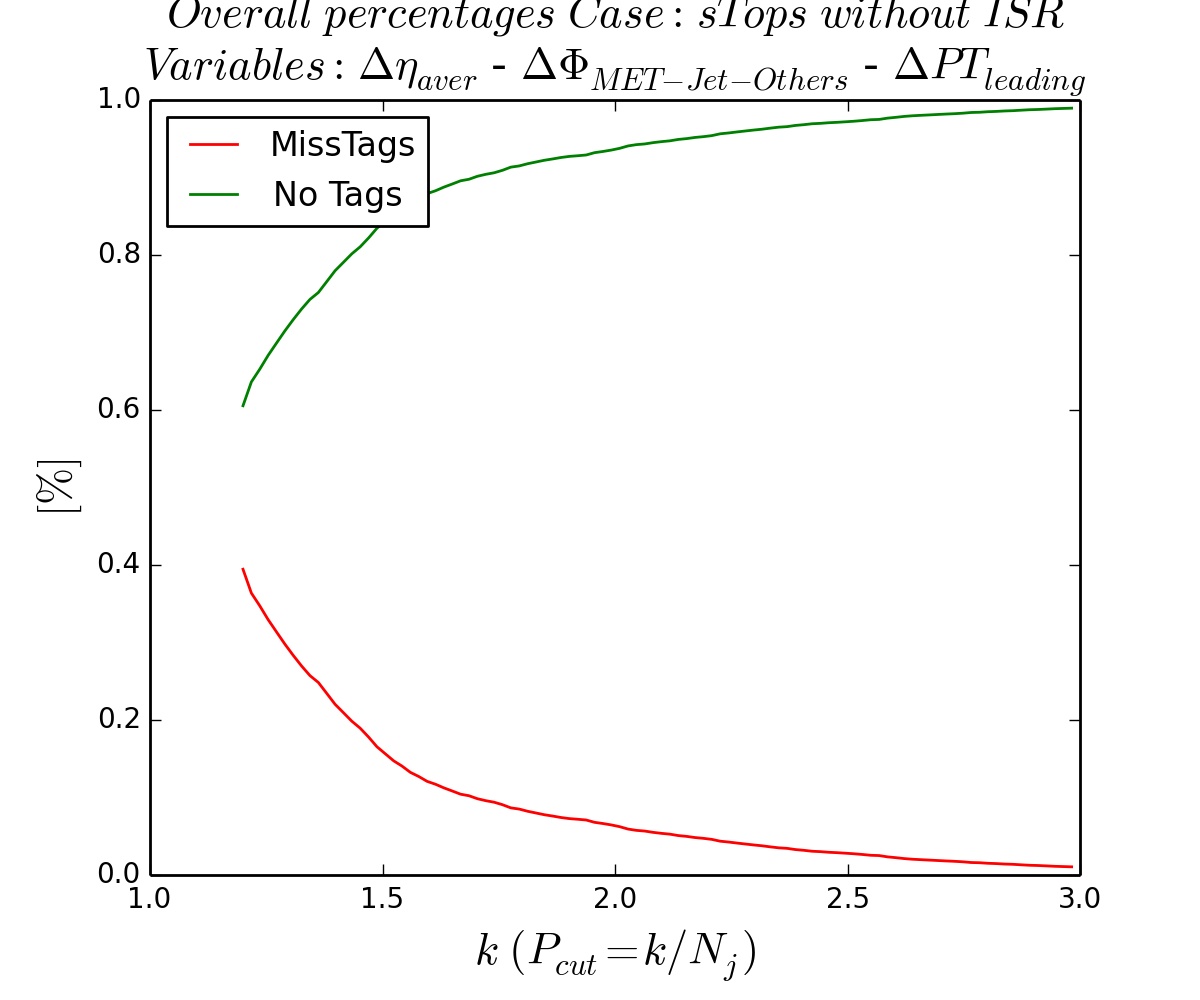 Overall percentages Case: sTops without ISR
Variables: Δη_aver - ΔΦ_MET−Jet−Others - ΔPT_leading
MissTags
No Tags
1.0
0.8
0.6
0.4
0.2
0.0
[%]
1.0 1.5 2.0 2.5 3.0
k (P_cut = k/N_j)